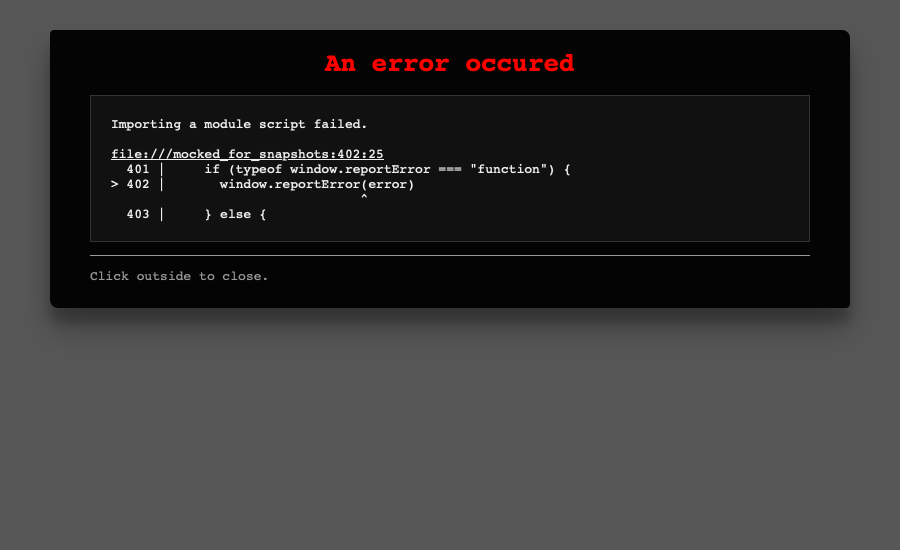 An error occured
Importing a module script failed.
file:///mocked_for_snapshots:402:25
  401 |     if (typeof window.reportError === "function") {
> 402 |       window.reportError(error)
                                ^
  403 |     } else {
Click outside to close.